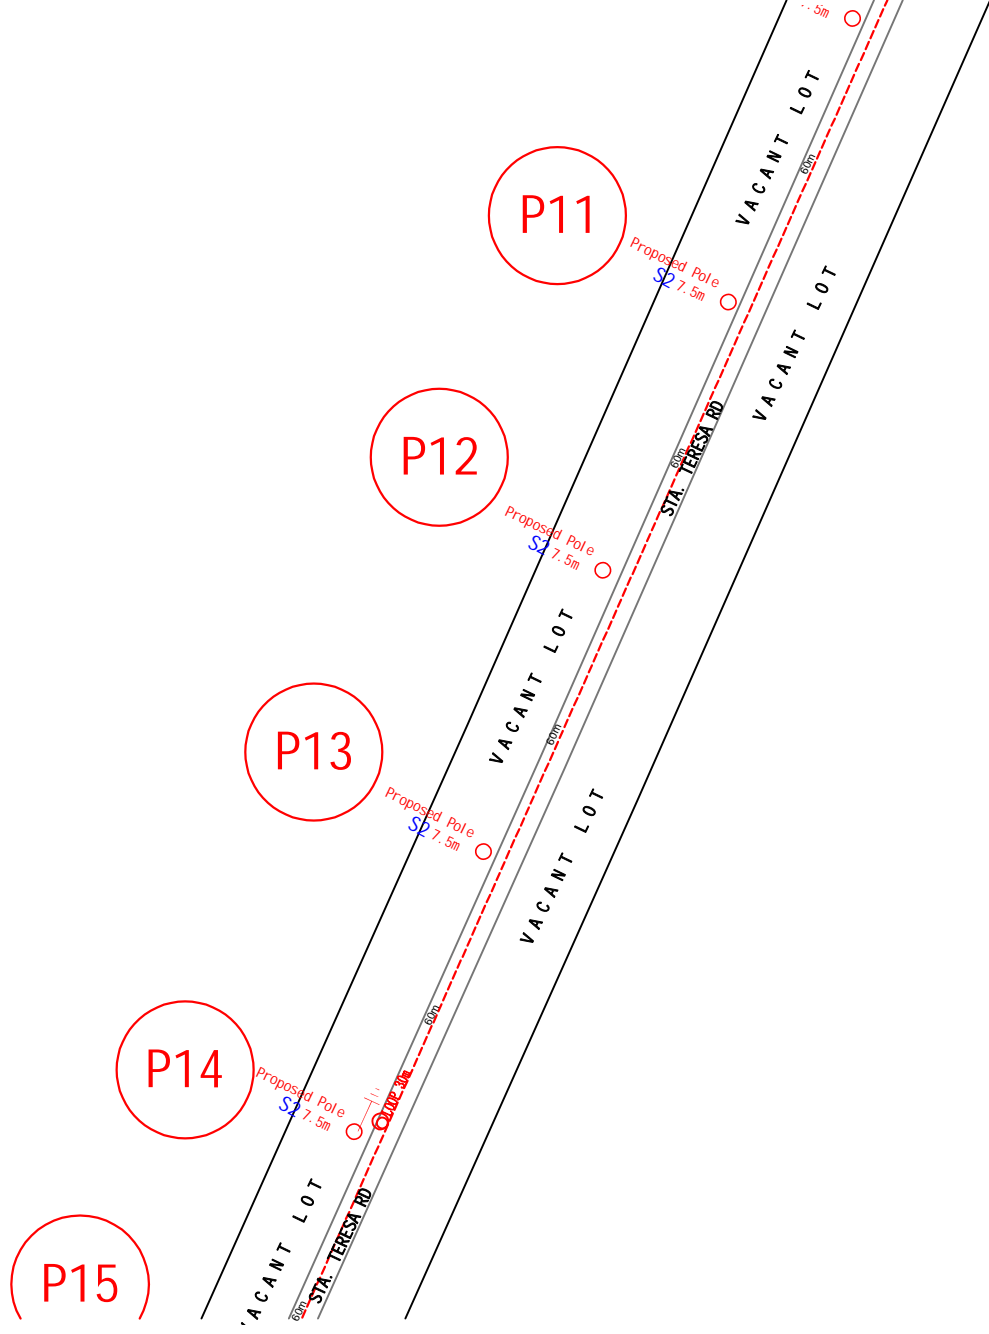 .5m
VACANT LOT
60m
P11
Proposed Pole
S2 7.5m
VACANT LOT
STA. TERESA RD
60m
P12
Proposed Pole
S2 7.5m
VACANT LOT
60m
P13
Proposed Pole
S2 7.5m
VACANT LOT
60m
P14
Proposed Pole
S2 7.5m
30m
VACANT LOT
STA. TERESA RD
P15
60m